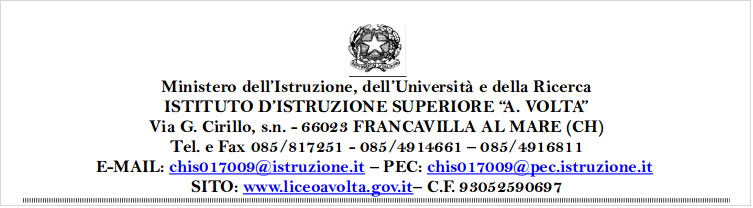 Ministero dell'Istruzione, dell'Università e della Ricerca
ISTITUTO D'ISTRUZIONE SUPERIORE “A. VOLTA”
Via G. Cirillo, s.n. - 66023 FRANCAVILLA AL MARE (CH)
Tel. e Fax 085/817251 - 085/4914661 – 085/4916811
E-MAIL: chis017009@istruzione.it – PEC: chis017009@pec.istruzione.it
SITO: www.liceoavolta.gov.it– C.F. 93052590697